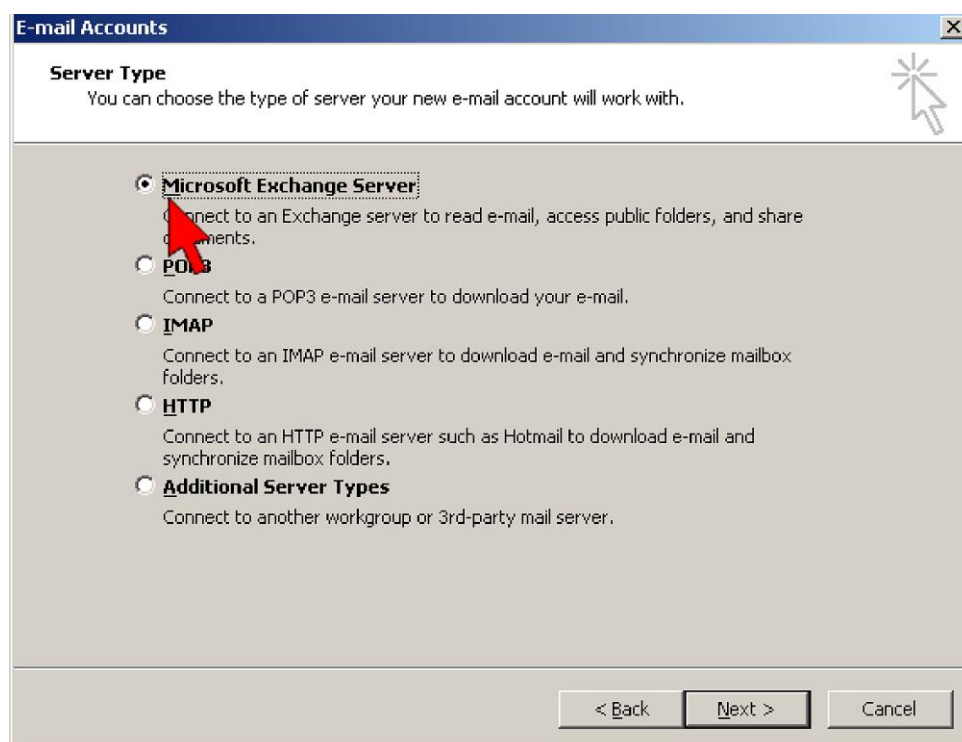 E-mail Accounts
Server Type
You can choose the type of server your new e-mail account will work with.
Microsoft Exchange Server
Connect to an Exchange server to read e-mail, access public folders, and share
documents.
POP3
Connect to a POP3 e-mail server to download your e-mail.
IMAP
Connect to an IMAP e-mail server to download e-mail and synchronize mailbox
folders.
HTTP
Connect to an HTTP e-mail server such as Hotmail to download e-mail and
synchronize mailbox folders.
Additional Server Types
Connect to another workgroup or 3rd-party mail server.
< Back
Next >
Cancel